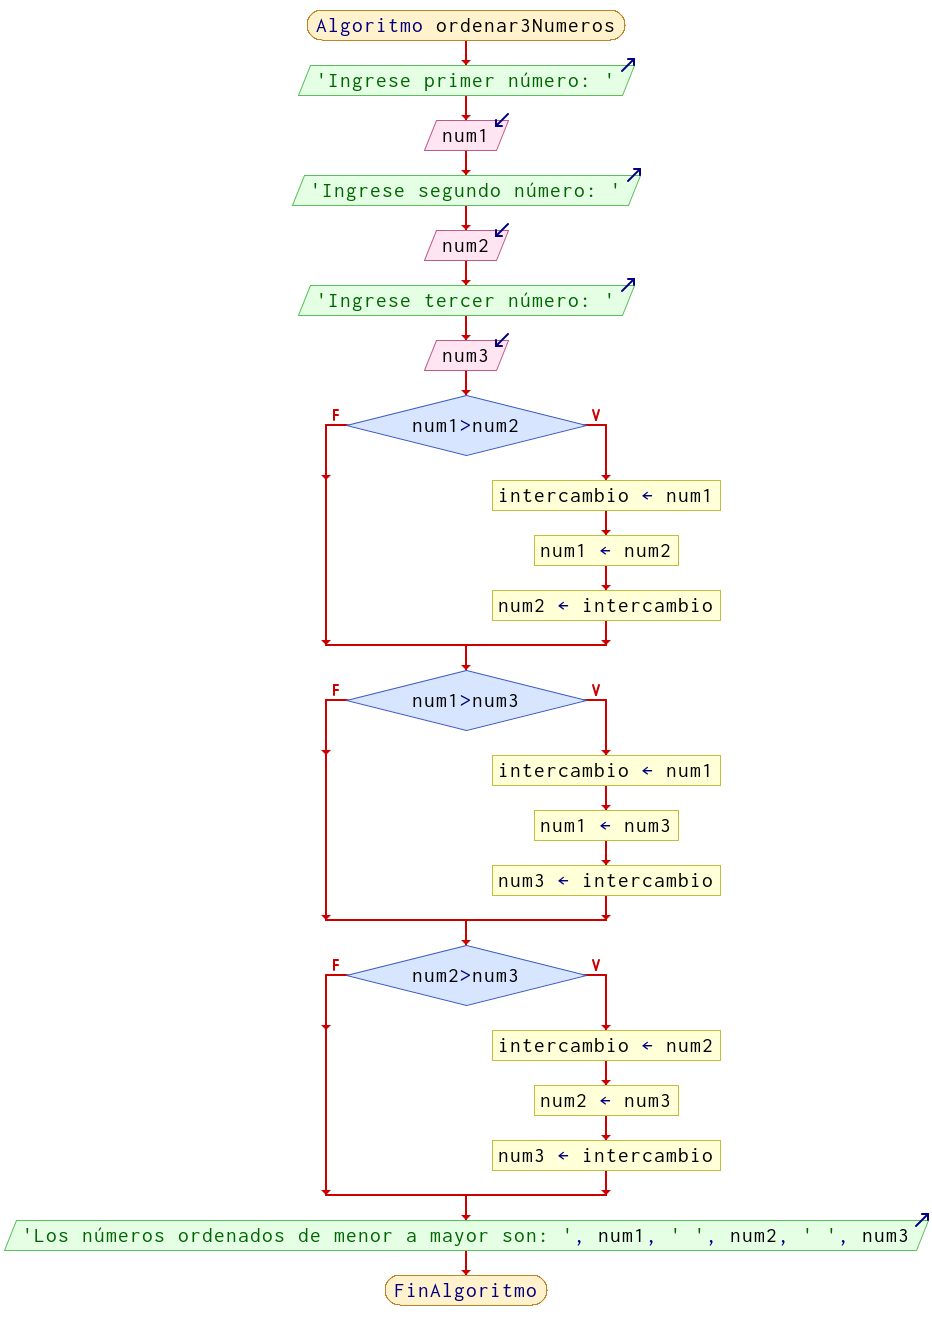 Algoritmo ordenar3Numeros
'Ingrese primer número: '
num1
'Ingrese segundo número: '
num2
'Ingrese tercer número: '
num3
F
V
num1>num2
intercambio ← num1
num1 ← num2
num2 ← intercambio
F
V
num1>num3
intercambio ← num1
num1 ← num3
num3 ← intercambio
F
V
num2>num3
intercambio ← num2
num2 ← num3
num3 ← intercambio
'Los números ordenados de menor a mayor son: ', num1, ' ', num2, ' ', num3
FinAlgoritmo